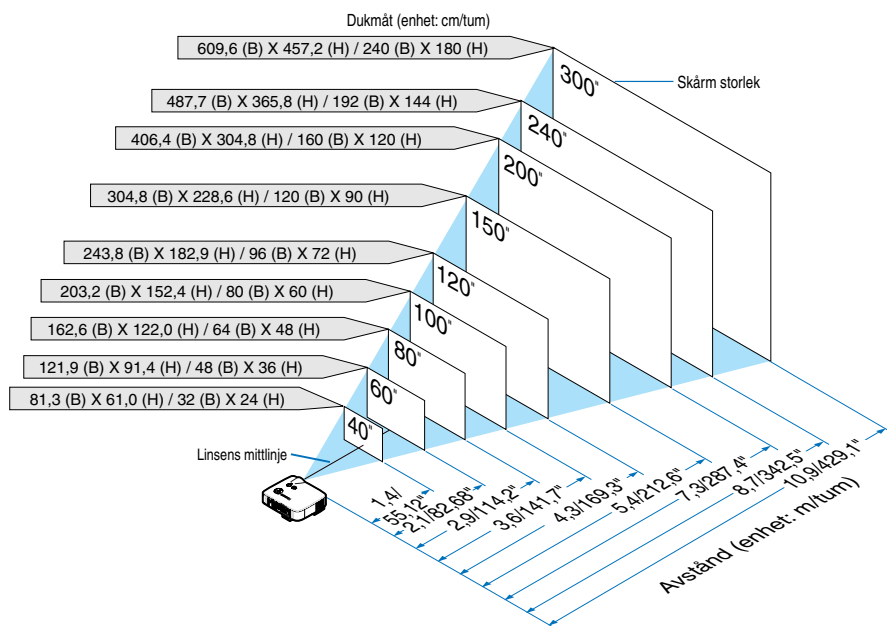 Dukmåt (enhet: cm/tum)
609,6 (B) X 457,2 (H) / 240 (B) X 180 (H)
300"
Skårm storlek
487,7 (B) X 365,8 (H) / 192 (B) X 144 (H)
240"
406,4 (B) X 304,8 (H) / 160 (B) X 120 (H)
200"
304,8 (B) X 228,6 (H) / 120 (B) X 90 (H)
150"
243,8 (B) X 182,9 (H) / 96 (B) X 72 (H)
120"
203,2 (B) X 152,4 (H) / 80 (B) X 60 (H)
100"
162,6 (B) X 122,0 (H) / 64 (B) X 48 (H)
80"
121,9 (B) X 91,4 (H) / 48 (B) X 36 (H)
60"
81,3 (B) X 61,0 (H) / 32 (B) X 24 (H)
40"
Linsens mittlinje
1,4/
55,12"
2,1/82,68"
2,9/114,2"
3,6/141,7"
4,3/169,3"
5,4/212,6"
7,3/287,4"
8,7/342,5"
10,9/429,1"
Avstånd (enhet: m/tum)